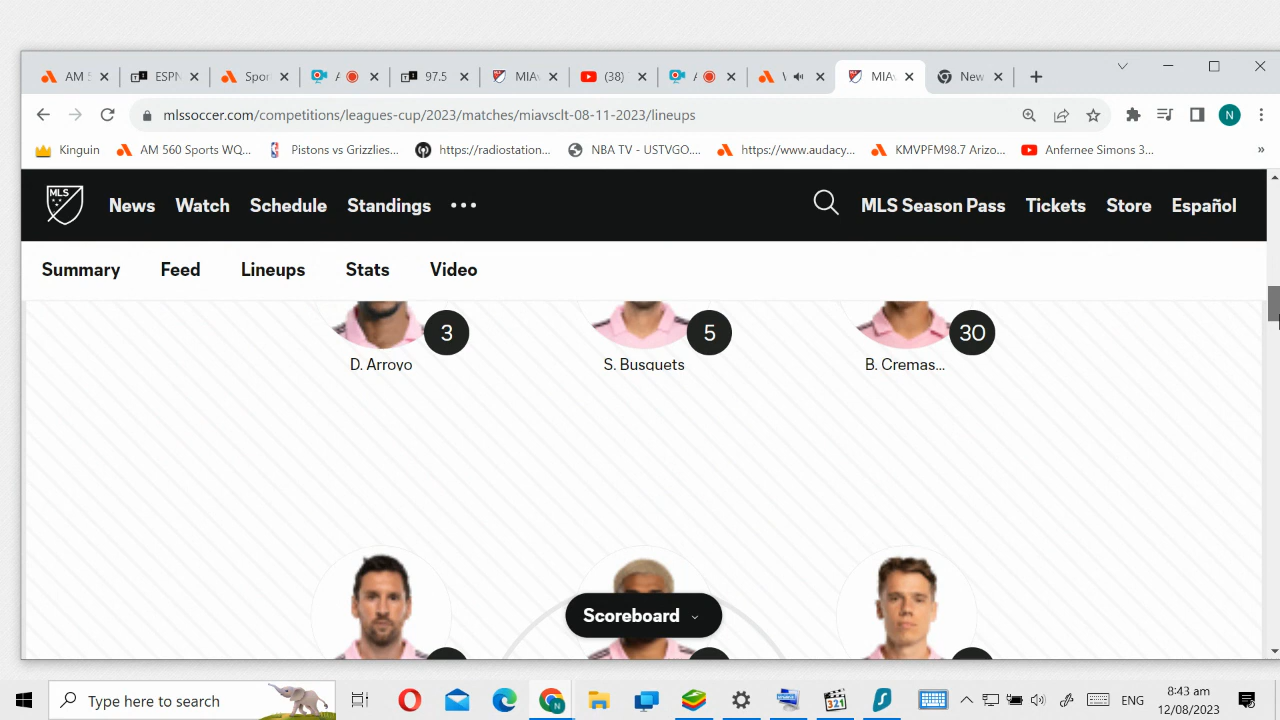 AM 5 ESPN Spor A 97.5 MIA (38) A MIA New
mlssoccer.com/competitions/leagues-cup/2023/matches/miavsclt-08-11-2023/lineups N
Kinguin AM 560 Sports WQ... Pistons vs Grizzlies... https://radiostation... NBA TV - USTVGO.... https://www.audacy... KMVPFM98.7 Arizo... Anfernee Simons 3... »
MLS News Watch Schedule Standings MLS Season Pass Tickets Store Español
Summary Feed Lineups Stats Video
3 5 30
D. Arroyo S. Busquets B. Cremas...
Scoreboard
Type here to search 321 ENG 8:43 am
12/08/2023